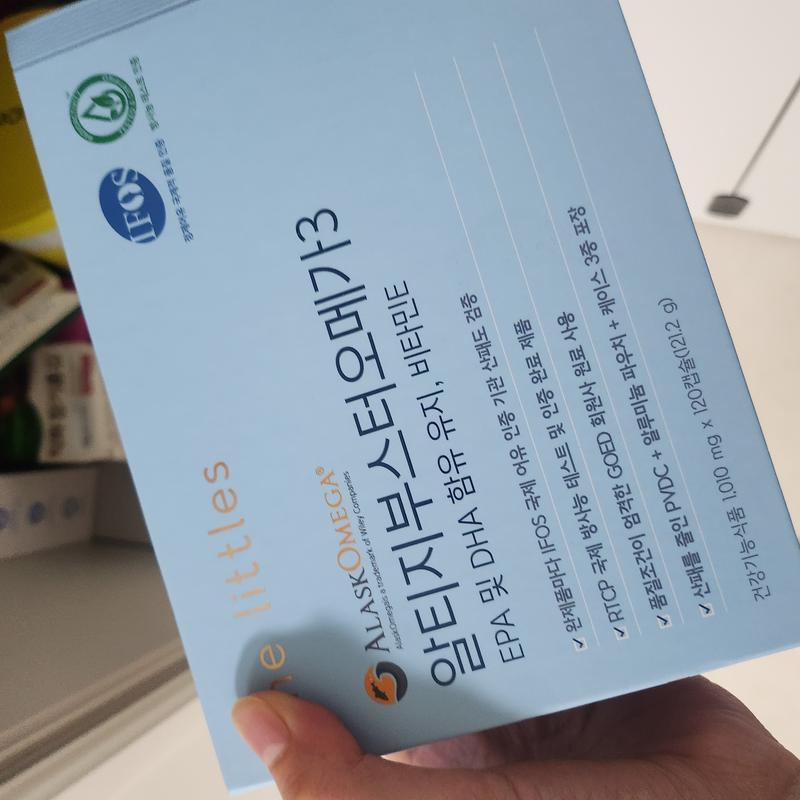 IFOS
he littles
ALASKOMEGA®
AlaskOmega is a trademark of Wiley Companies
알티지부스터오메가3
EPA 및 DHA 함유 유지, 비타민E
완제품마다 IFOS 국제 어유 인증 기관 산패도 검증
RTCP 국제 방사능 테스트 및 인증 완료 제품
품질조건이 엄격한 GOED 회원사 원료 사용
산패를 줄인 PVDC + 알루미늄 파우치 + 케이스 3중 포장
건강기능식품 1,010 mg x 120캡슐(121.2 g)